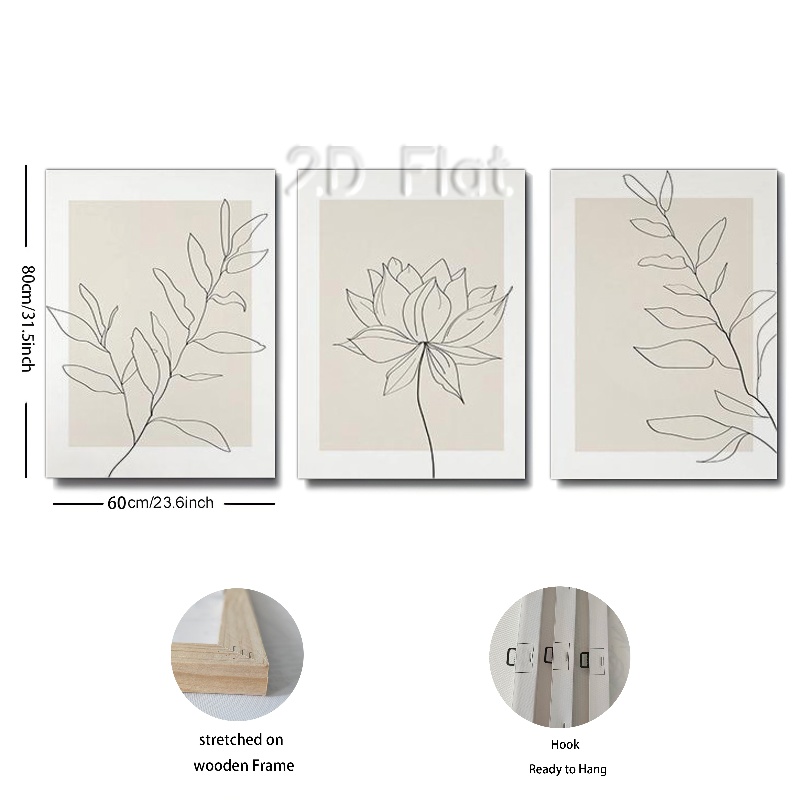 2D Flat
80cm/31.5inch
60cm/23.6inch
stretched on
wooden Frame
Hook
Ready to Hang